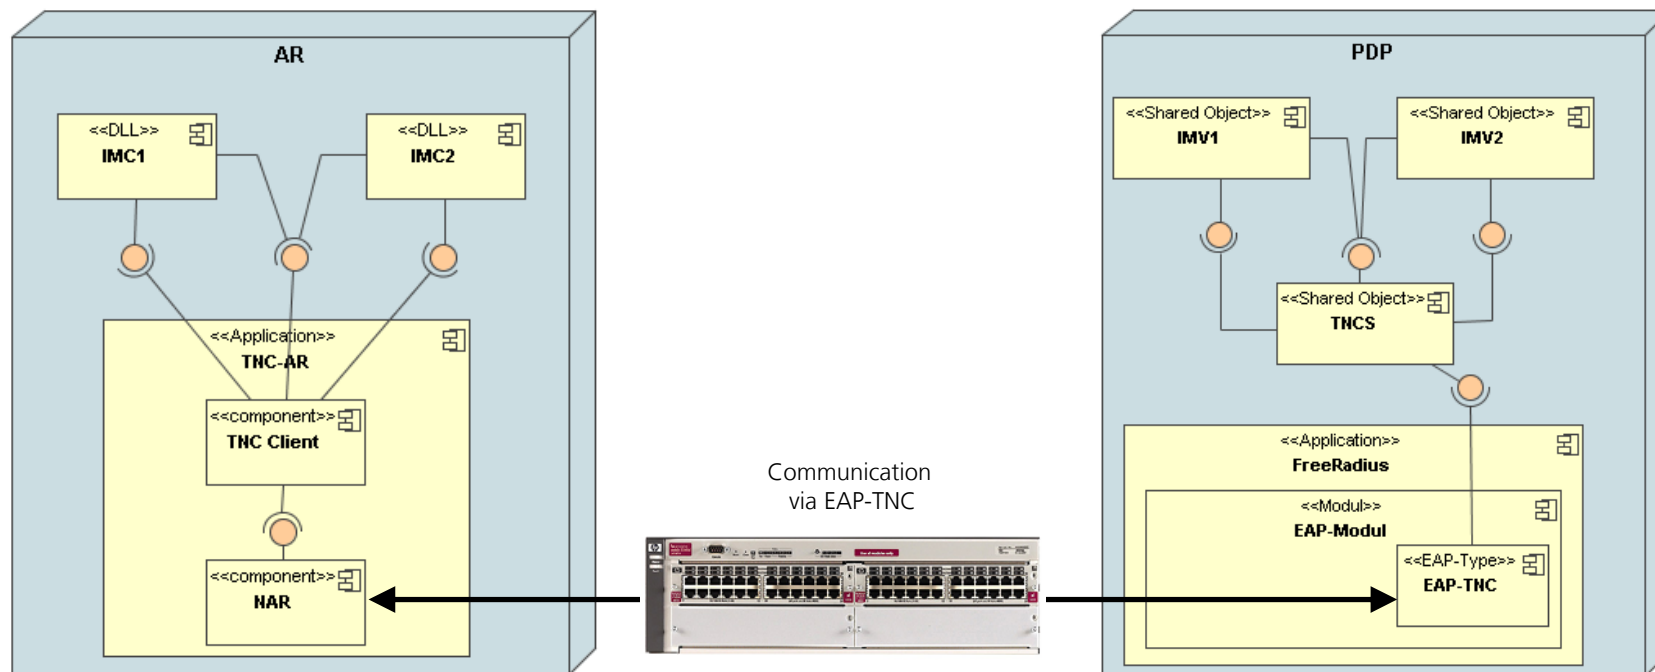 AR
<<DLL>>
IMC1
<<DLL>>
IMC2
<<Application>>
TNC-AR
<<component>>
TNC Client
<<component>>
NAR
Communication
via EAP-TNC
PDP
<<Shared Object>>
IMV1
<<Shared Object>>
IMV2
<<Shared Object>>
TNCS
<<Application>>
FreeRadius
<<Modul>>
EAP-Modul
<<EAP-Type>>
EAP-TNC